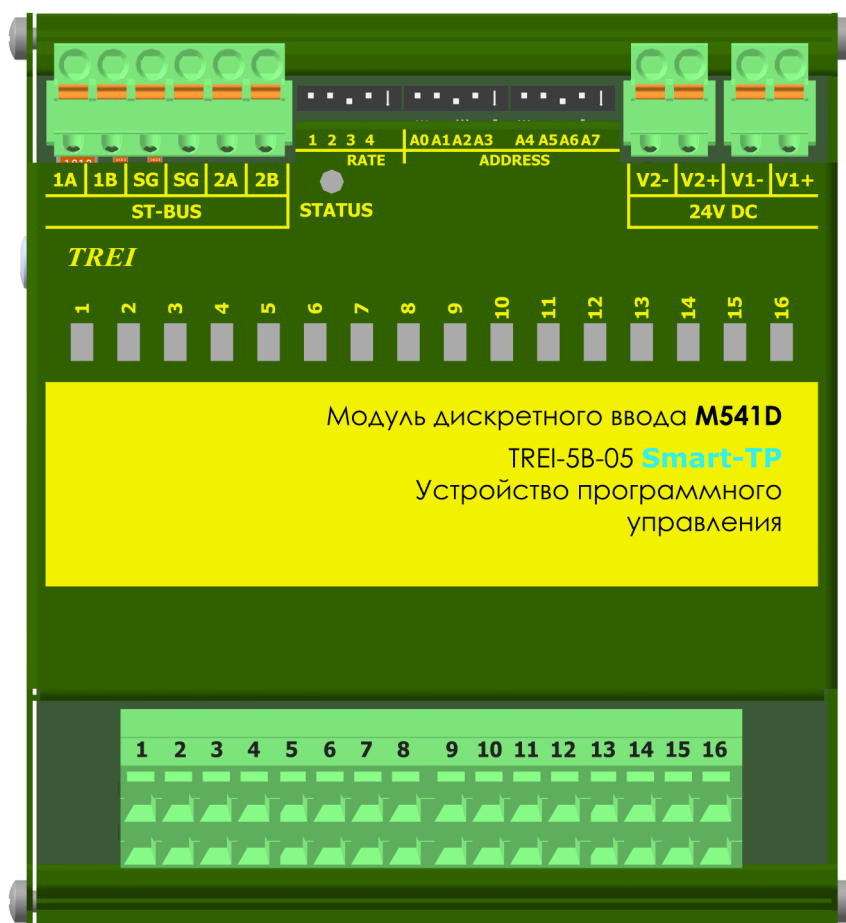 1 2 3 4 A0 A1 A2 A3 A4 A5 A6 A7
RATE ADDRESS
1A 1B SG SG 2A 2B
ST-BUS
STATUS
V2- V2+ V1- V1+
24V DC
TREI
1 2 3 4 5 6 7 8 9 10 11 12 13 14 15 16
Модуль дискретного ввода M541D
TREI-5B-05 Smart-TP
Устройство программного
управления
1 2 3 4 5 6 7 8 9 10 11 12 13 14 15 16